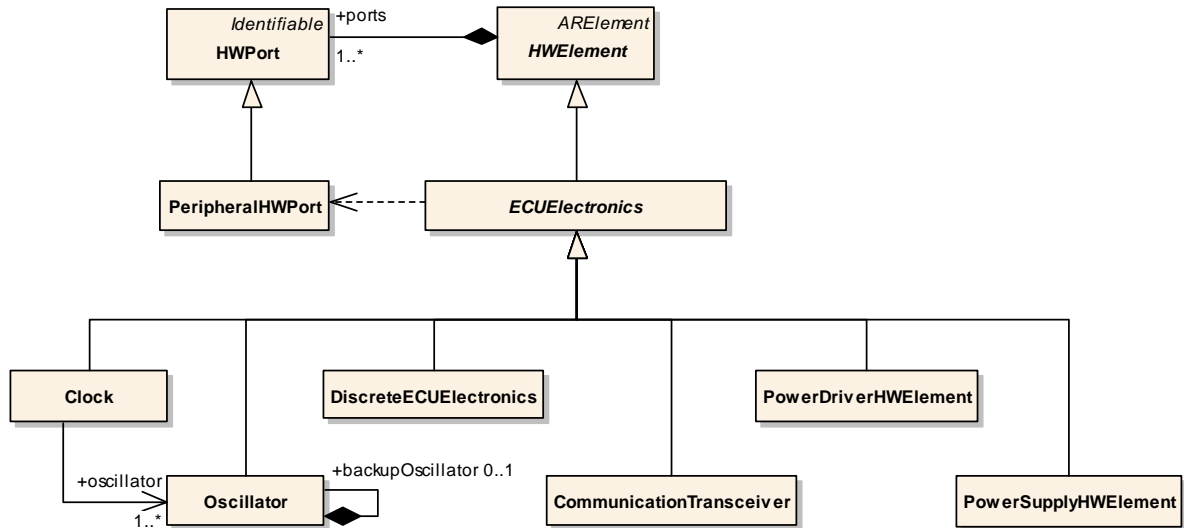 Identifiable
HWPort
+ports
1..*
ARElement
HWElement
PeripheralHWPort
ECUElectronics
Clock
DiscreteECUElectronics
PowerDriverHWElement
+oscillator
1..*
Oscillator
+backupOscillator 0..1
CommunicationTransceiver
PowerSupplyHWElement